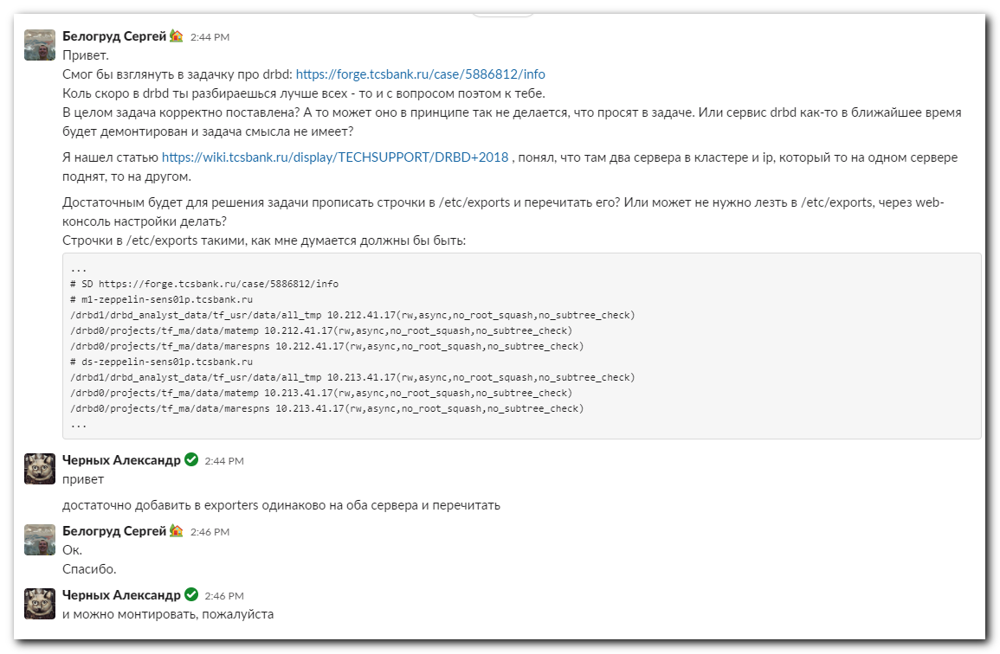 Белогруд Сергей 2:44 PM
Привет.
Смог бы взглянуть в задачку про drbd: https://forge.tcsbank.ru/case/5886812/info
Коль скоро в drbd ты разбираешься лучше всех - то и с вопросом поэтом к тебе.
В целом задача корректно поставлена? А то может оно в принципе так не делается, что просят в задаче. Или сервис drbd как-то в ближайшее время
будет демонтирован и задача смысла не имеет?
Я нашел статью https://wiki.tcsbank.ru/display/TECHSUPPORT/DRBD+2018 , понял, что там два сервера в кластере и ip, который то на одном сервере
поднят, то на другом.
Достаточным будет для решения задачи прописать строчки в /etc/exports и перечитать его? Или может не нужно лезть в /etc/exports, через web-
консоль настройки делать?
Строчки в /etc/exports такими, как мне думается должны бы быть:
...
# SD https://forge.tcsbank.ru/case/5886812/info
# m1-zeppelin-sens01p.tcsbank.ru
/drbd1/drbd_analyst_data/tf_usr/data/all_tmp 10.212.41.17(rw,async,no_root_squash,no_subtree_check)
/drbd0/projects/tf_ma/data/matemp 10.212.41.17(rw,async,no_root_squash,no_subtree_check)
/drbd0/projects/tf_ma/data/marespns 10.212.41.17(rw,async,no_root_squash,no_subtree_check)
# ds-zeppelin-sens01p.tcsbank.ru
/drbd1/drbd_analyst_data/tf_usr/data/all_tmp 10.213.41.17(rw,async,no_root_squash,no_subtree_check)
/drbd0/projects/tf_ma/data/matemp 10.213.41.17(rw,async,no_root_squash,no_subtree_check)
/drbd0/projects/tf_ma/data/marespns 10.213.41.17(rw,async,no_root_squash,no_subtree_check)
...
Черных Александр 2:44 PM
привет
достаточно добавить в exporters одинаково на оба сервера и перечитать
Белогруд Сергей 2:46 PM
Ок.
Спасибо.
Черных Александр 2:46 PM
и можно монтировать, пожалуйста